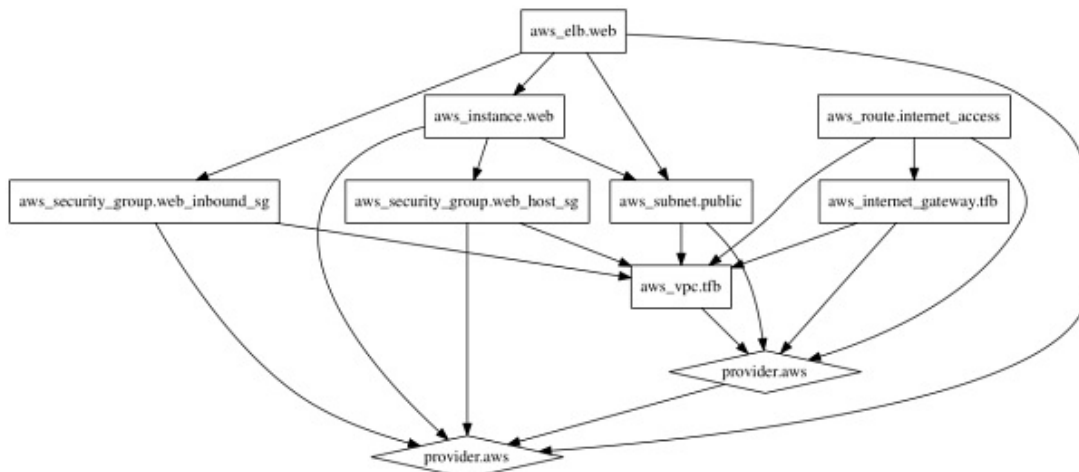 aws_elb.web
aws_instance.web
aws_route.internet_access
aws_security_group.web_inbound_sg
aws_security_group.web_host_sg
aws_subnet.public
aws_internet_gateway.tfb
aws_vpc.tfb
provider.aws
provider.aws